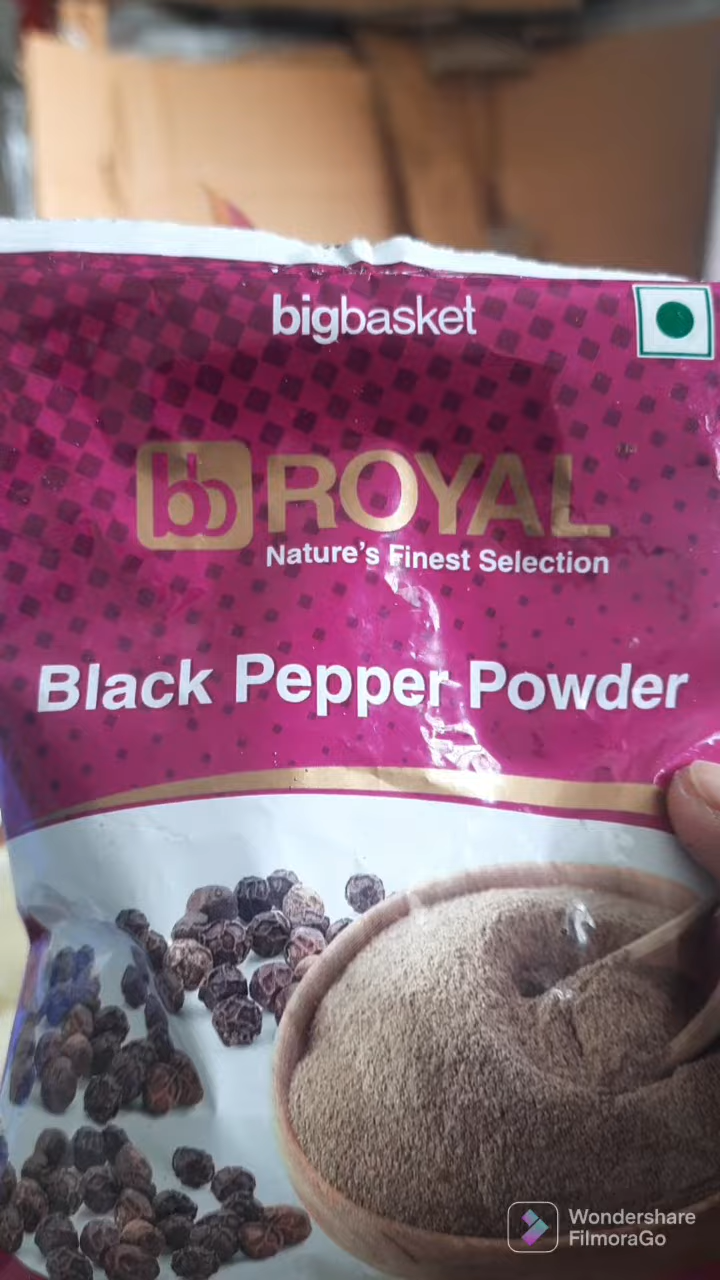 bigbasket
bb ROYAL
Nature's Finest Selection
Black Pepper Powder
Wondershare
FilmoraGo